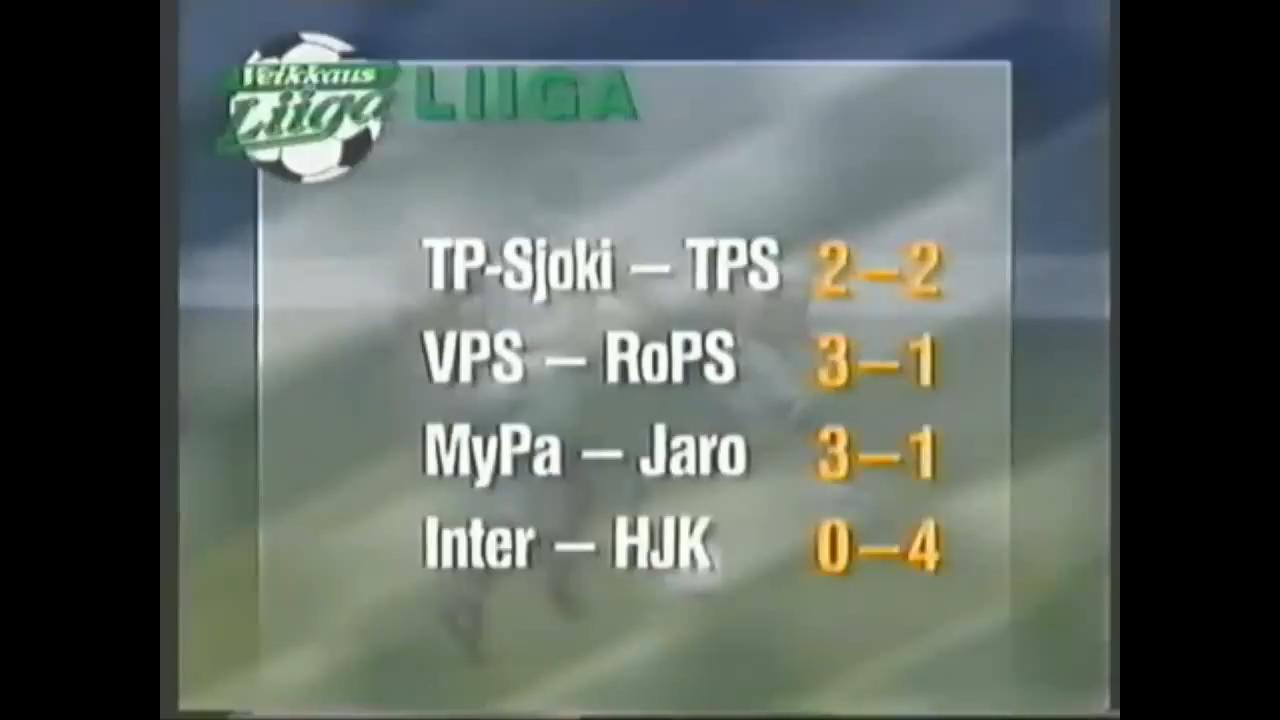 Veikkaus
Liiga
LIIGA
TP-Sjoki – TPS 2–2
VPS – RoPS 3–1
MyPa – Jaro 3–1
Inter – HJK 0–4